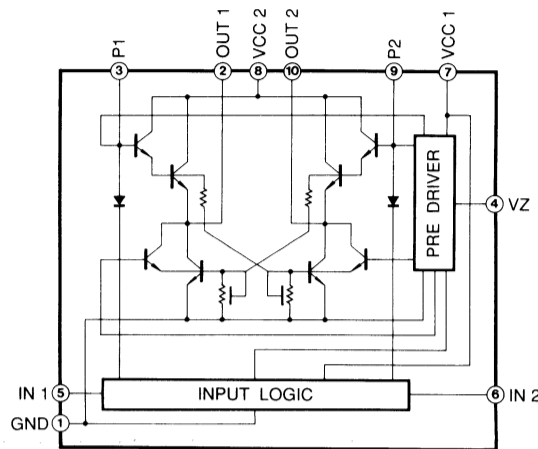 P1
OUT 1
VCC 2
OUT 2
P2
VCC 1
3
2
8
10
9
7
PRE DRIVER
4 VZ
IN 1 5
INPUT LOGIC
6 IN 2
GND 1